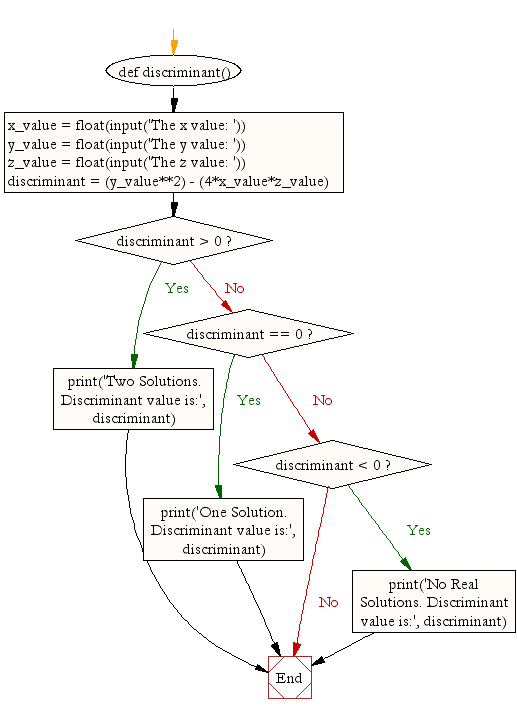 def discriminant()
x_value = float(input('The x value: '))
y_value = float(input('The y value: '))
z_value = float(input('The z value: '))
discriminant = (y_value**2) - (4*x_value*z_value)
discriminant > 0 ?
Yes
No
discriminant == 0 ?
print('Two Solutions.
Discriminant value is:',
discriminant)
Yes
No
discriminant < 0 ?
print('One Solution.
Discriminant value is:',
discriminant)
Yes
No
print('No Real
Solutions. Discriminant
value is:', discriminant)
End